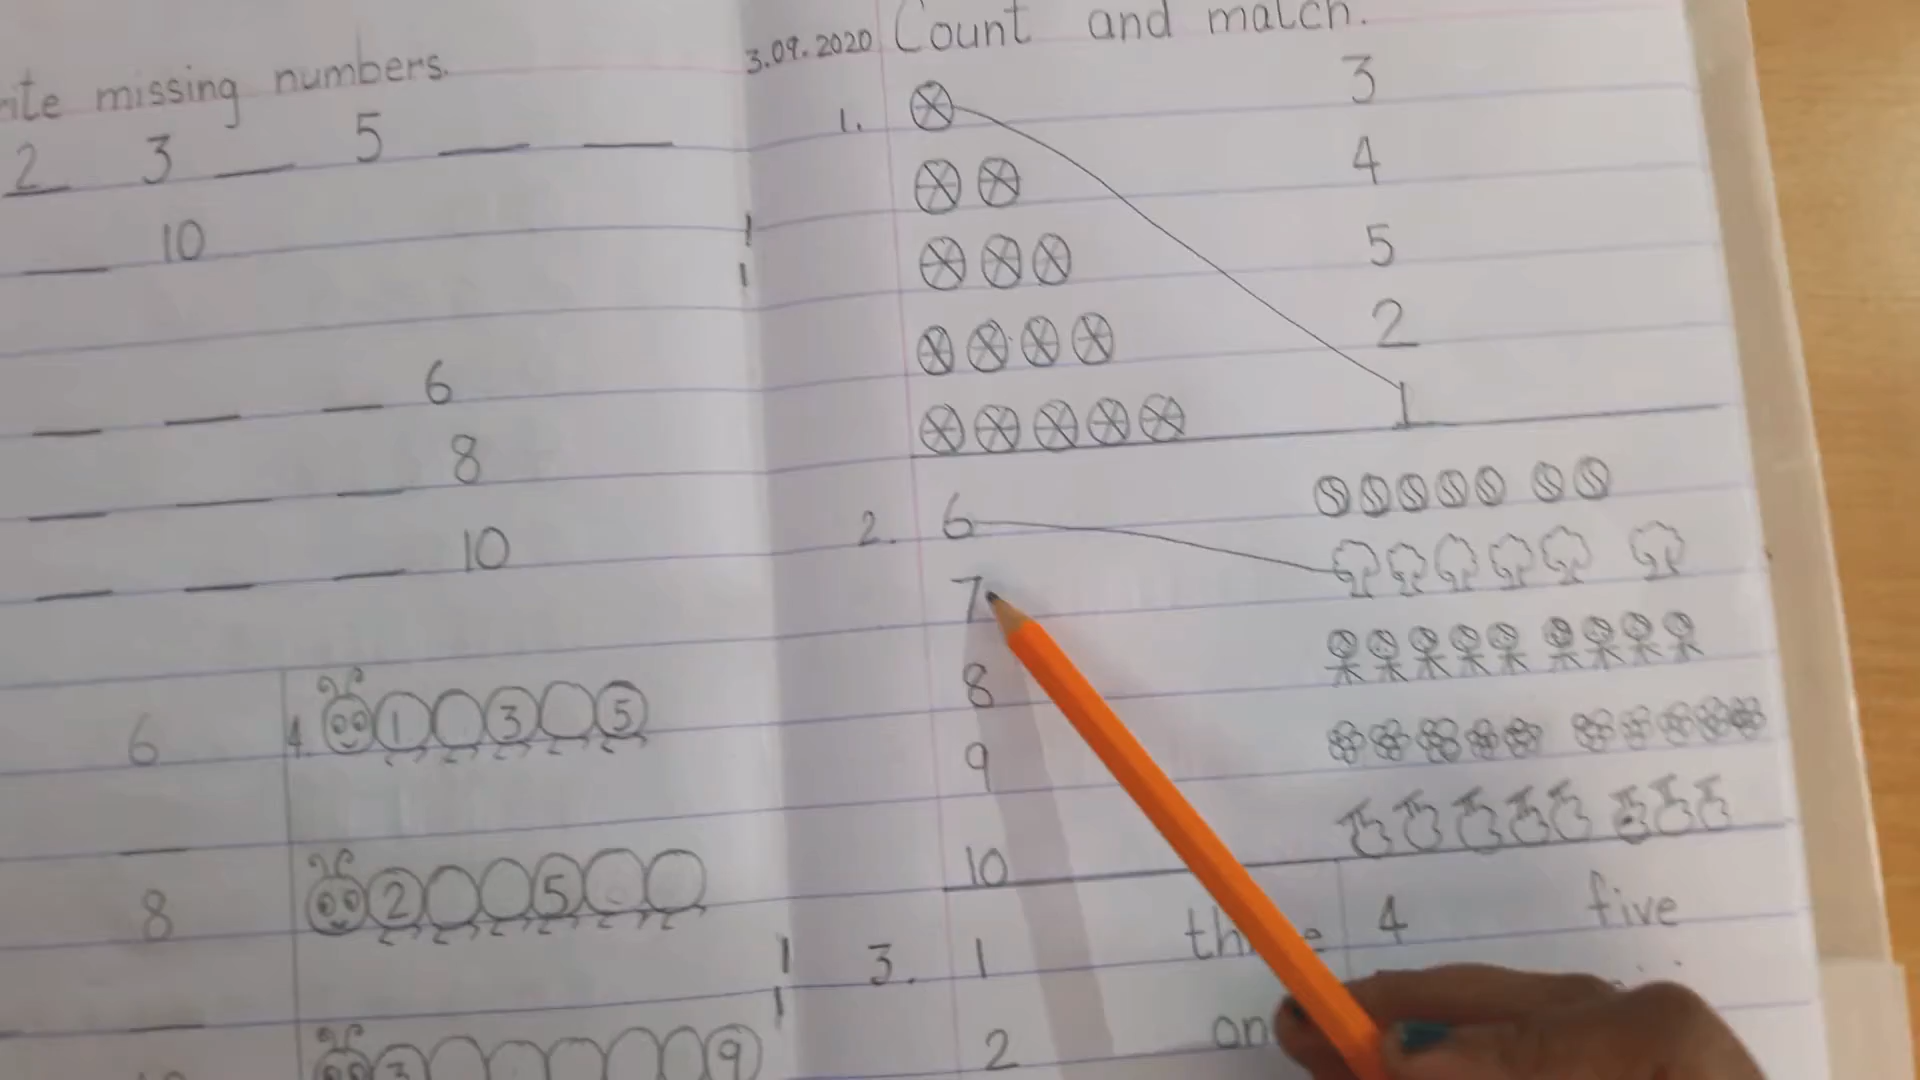 missing numbers.
2 3 __ 5 __ __
__ 10
__ __ __ 6
__ __ __ 8
__ __ __ 10
6
4. 1 3 5
8
2 5
3 9
3.09.2020 Count and match.
1. 3
4
5
2
1
2. 6
7
8
9
10
3. 1 4 five
2